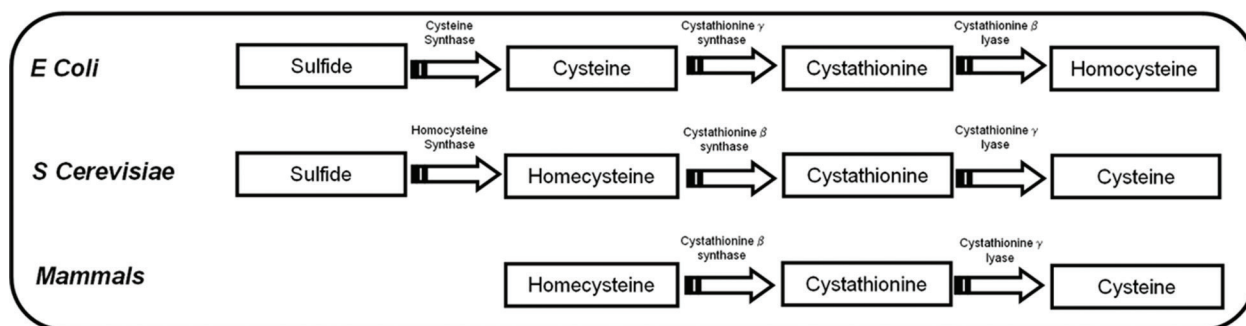 Cysteine
Synthase
Cystathionine γ
synthase
Cystathionine β
lyase
E Coli
Sulfide
Cysteine
Cystathionine
Homocysteine
Homocysteine
Synthase
Cystathionine β
synthase
Cystathionine γ
lyase
S Cerevisiae
Sulfide
Homecysteine
Cystathionine
Cysteine
Cystathionine β
synthase
Cystathionine γ
lyase
Mammals
Homecysteine
Cystathionine
Cysteine